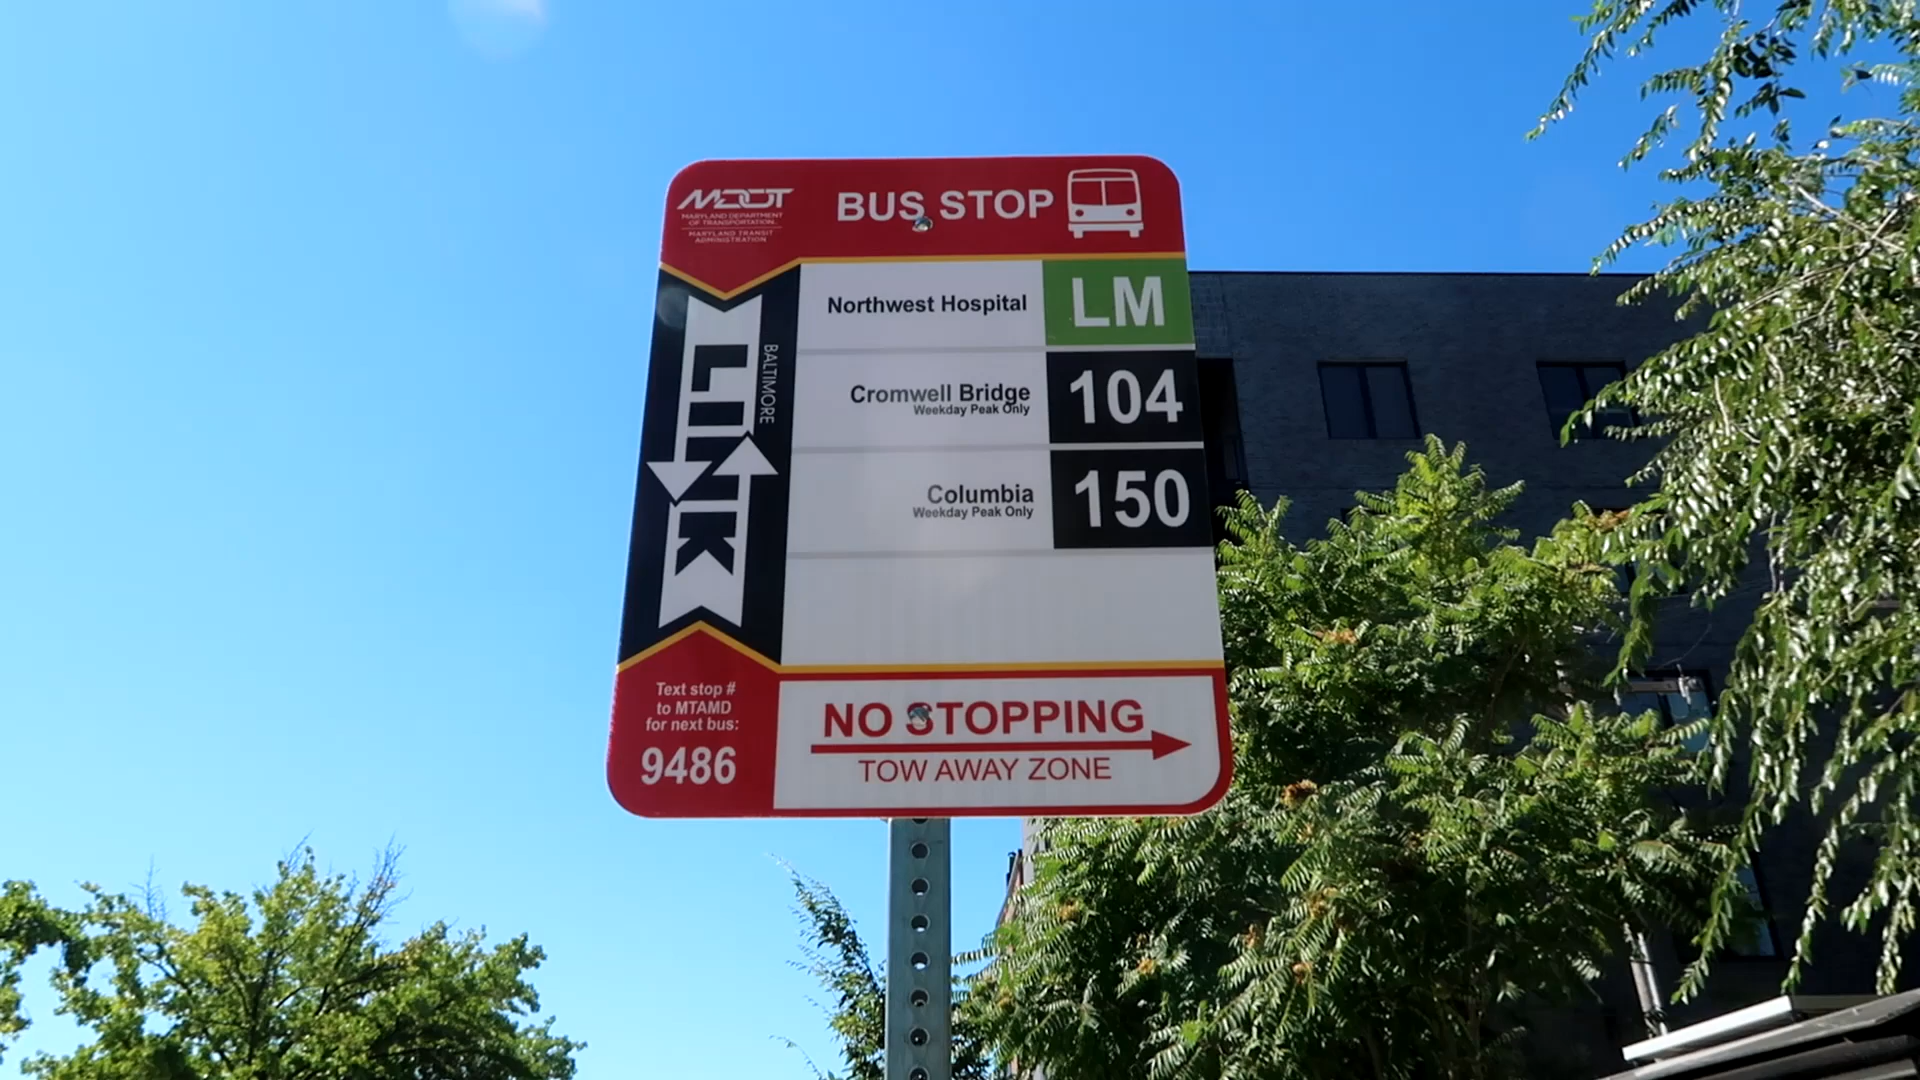 MDOT
MARYLAND DEPARTMENT
OF TRANSPORTATION
MARYLAND TRANSIT
ADMINISTRATION
BUS STOP
Northwest Hospital LM
Cromwell Bridge 104
Weekday Peak Only
Columbia 150
Weekday Peak Only
BALTIMORE
LINK
Text stop #
to MTAMD
for next bus:
9486
NO STOPPING
TOW AWAY ZONE